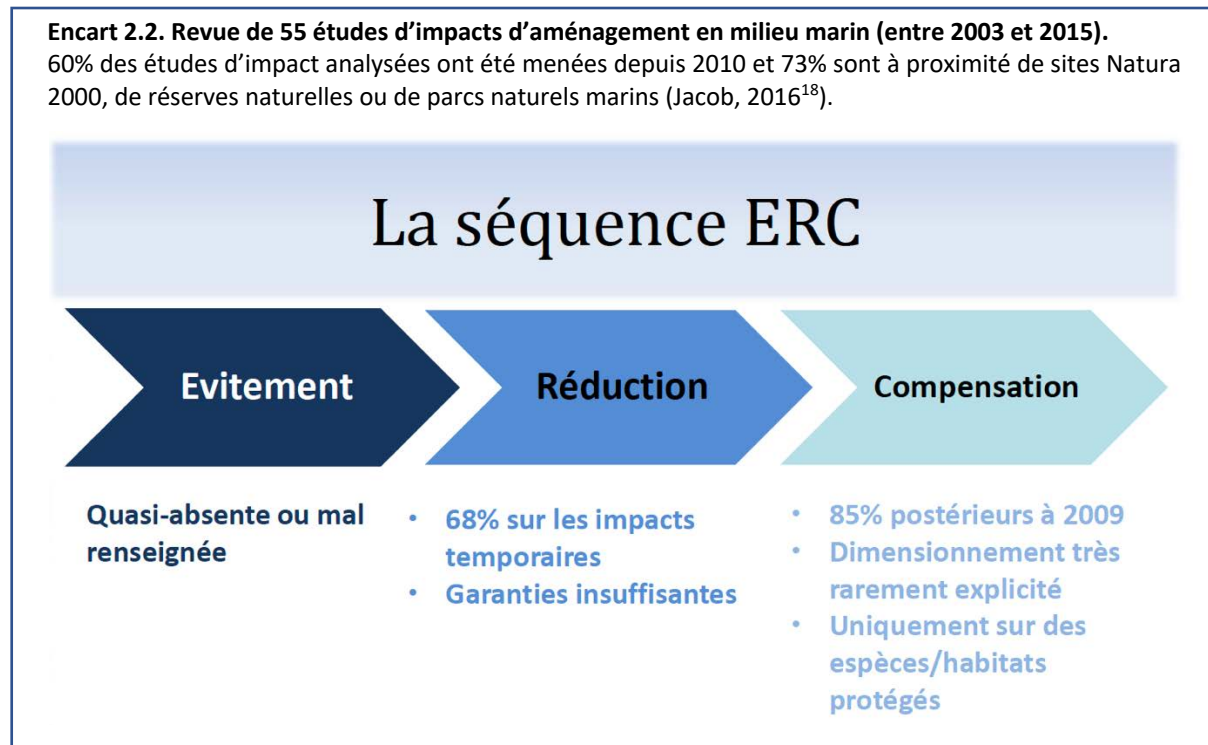 Encart 2.2. Revue de 55 études d’impacts d’aménagement en milieu marin (entre 2003 et 2015).
60% des études d’impact analysées ont été menées depuis 2010 et 73% sont à proximité de sites Natura
2000, de réserves naturelles ou de parcs naturels marins (Jacob, 2016¹⁸).
La séquence ERC
Evitement
Réduction
Compensation
Quasi-absente ou mal
renseignée
• 68% sur les impacts
temporaires
• Garanties insuffisantes
• 85% postérieurs à 2009
• Dimensionnement très
rarement explicité
• Uniquement sur des
espèces/habitats
protégés